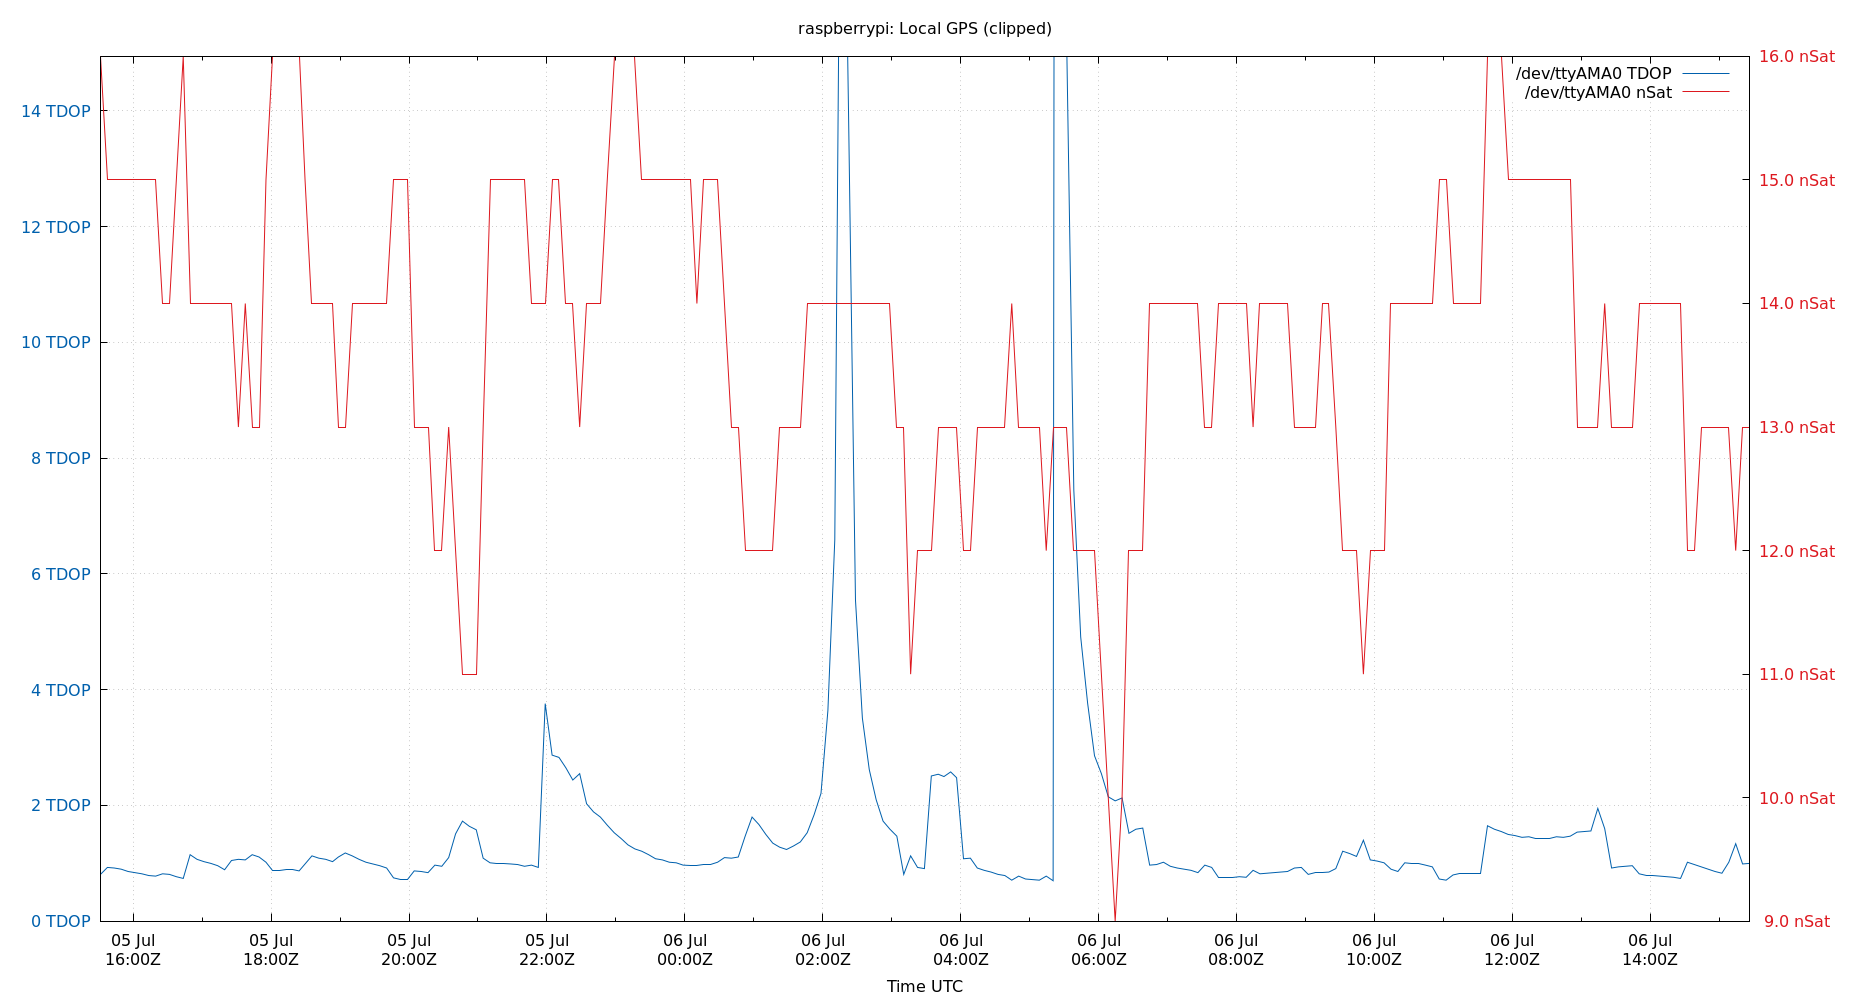 raspberrypi: Local GPS (clipped)
/dev/ttyAMA0 TDOP
/dev/ttyAMA0 nSat
14 TDOP
12 TDOP
10 TDOP
8 TDOP
6 TDOP
4 TDOP
2 TDOP
0 TDOP
16.0 nSat
15.0 nSat
14.0 nSat
13.0 nSat
12.0 nSat
11.0 nSat
10.0 nSat
9.0 nSat
05 Jul
16:00Z
05 Jul
18:00Z
05 Jul
20:00Z
05 Jul
22:00Z
06 Jul
00:00Z
06 Jul
02:00Z
06 Jul
04:00Z
06 Jul
06:00Z
06 Jul
08:00Z
06 Jul
10:00Z
06 Jul
12:00Z
06 Jul
14:00Z
Time UTC